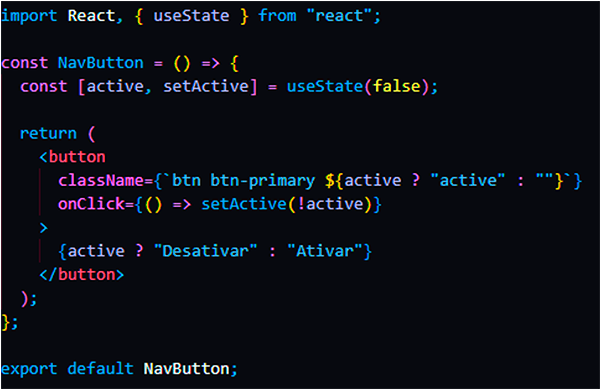 import React, { useState } from "react";
const NavButton = () => {
const [active, setActive] = useState(false);
return (
<button
className={`btn btn-primary ${active ? "active" : ""}`}
onClick={() => setActive(!active)}
>
{active ? "Desativar" : "Ativar"}
</button>
);
};
export default NavButton;